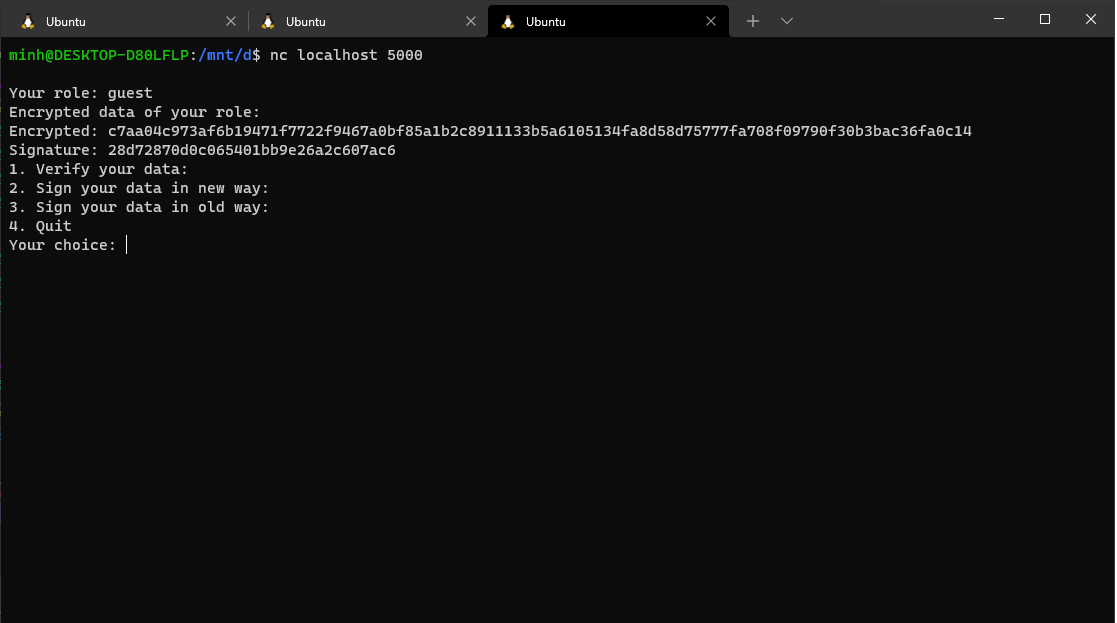 Ubuntu
Ubuntu
Ubuntu
minh@DESKTOP-D80LFLP:/mnt/d$ nc localhost 5000
Your role: guest
Encrypted data of your role:
Encrypted: c7aa04c973af6b19471f7722f9467a0bf85a1b2c8911133b5a6105134fa8d58d75777fa708f09790f30b3bac36fa0c14
Signature: 28d72870d0c065401bb9e26a2c607ac6
1. Verify your data:
2. Sign your data in new way:
3. Sign your data in old way:
4. Quit
Your choice: